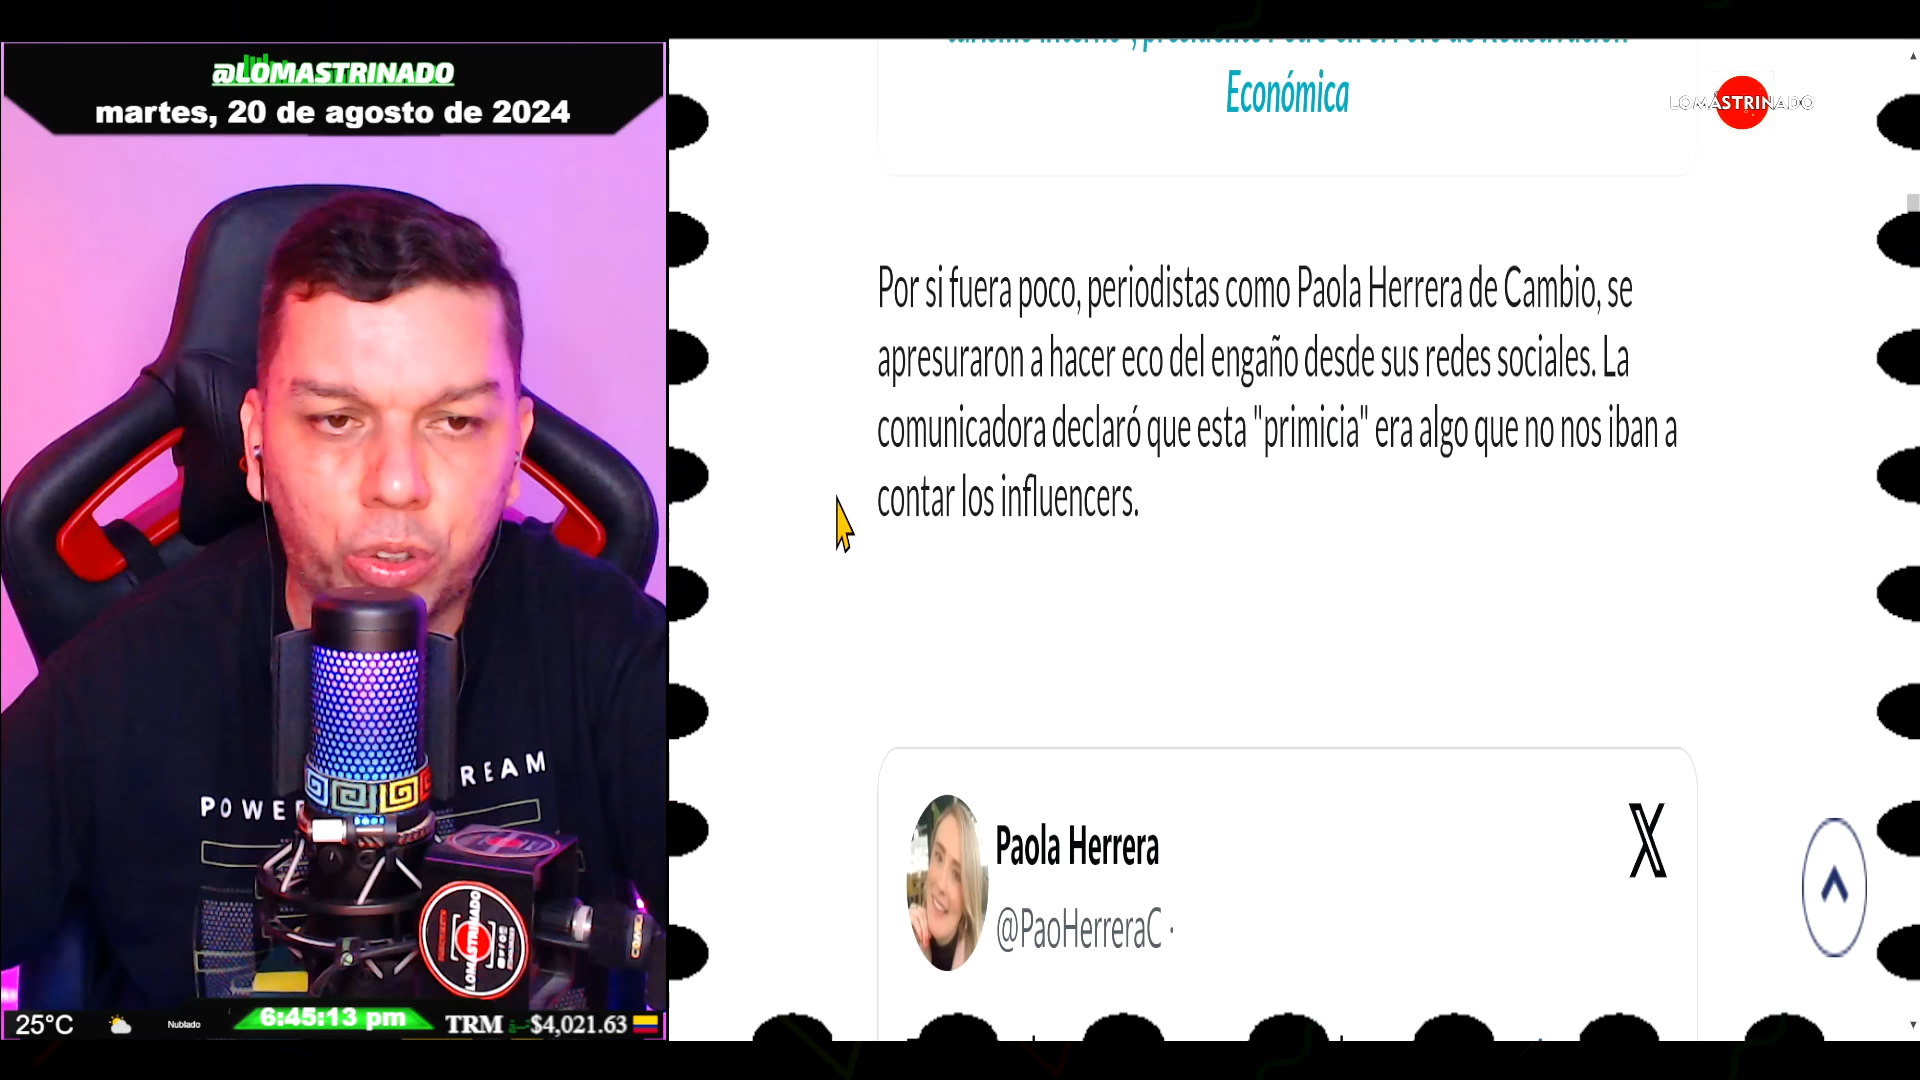 @LOMASTRINADO
martes, 20 de agosto de 2024
Económica
LOMASTRINADO
Por si fuera poco, periodistas como Paola Herrera de Cambio, se
apresuraron a hacer eco del engaño desde sus redes sociales. La
comunicadora declaró que esta "primicia" era algo que no nos iban a
contar los influencers.
Paola Herrera
@PaoHerreraC ·
X
POWE
REAM
LOMASTRINADO
25°C
Nublado
6:45:13 pm
TRM
$4,021.63